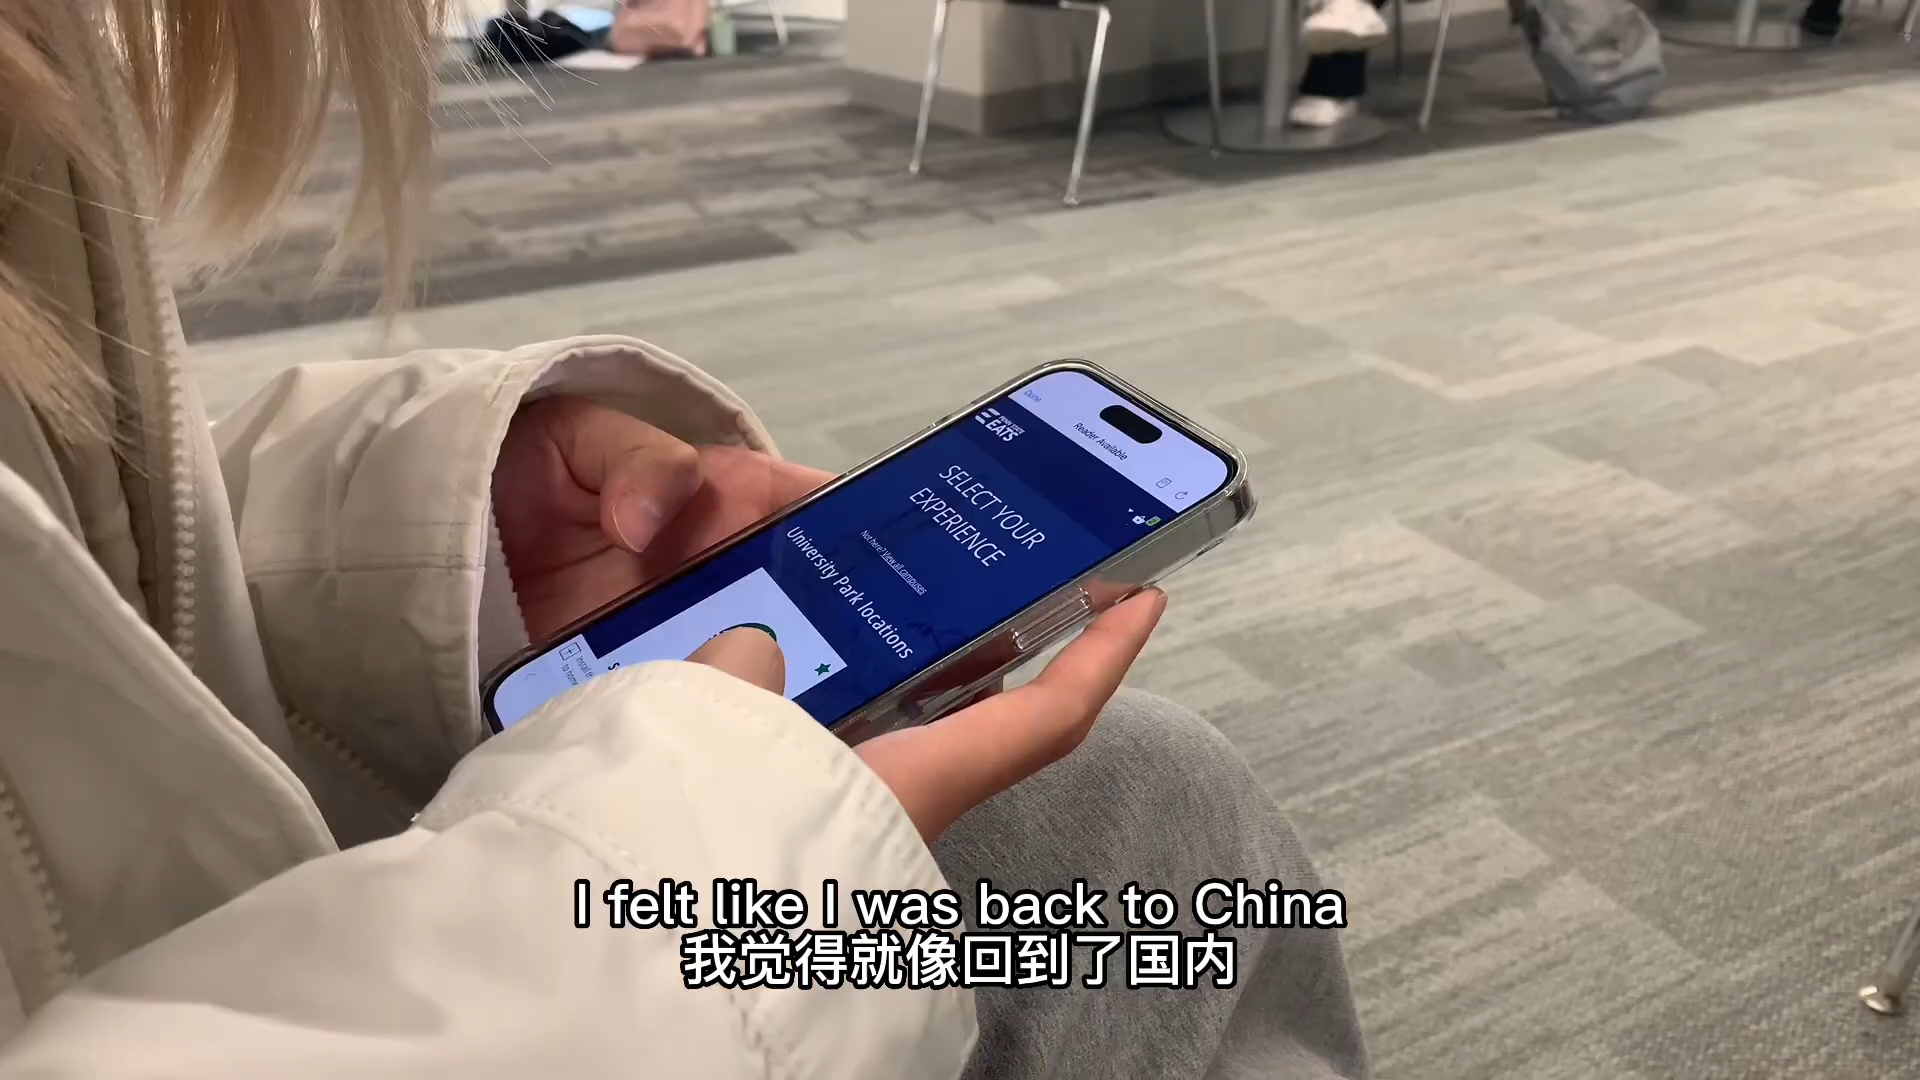 Done
Reader Available
PENN STATE
EATS
SELECT YOUR
EXPERIENCE
Not here? View all campuses
University Park locations
I felt like I was back to China
我觉得就像回到了国内